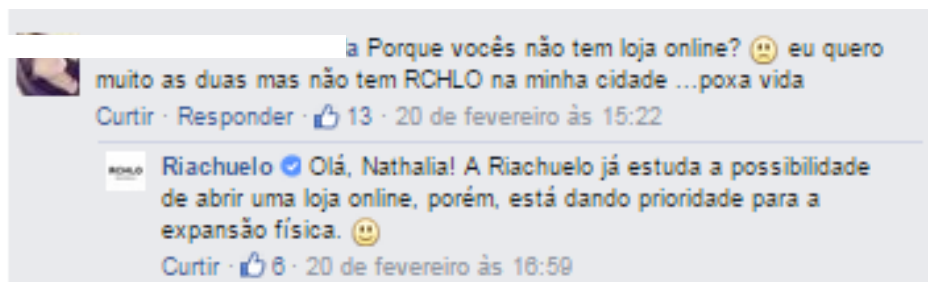 a Porque vocês não tem loja online? eu quero
muito as duas mas não tem RCHLO na minha cidade ...poxa vida
Curtir · Responder · 13 · 20 de fevereiro às 15:22
RCHLO
Riachuelo Olá, Nathalia! A Riachuelo já estuda a possibilidade
de abrir uma loja online, porém, está dando prioridade para a
expansão física.
Curtir · 6 · 20 de fevereiro às 16:59